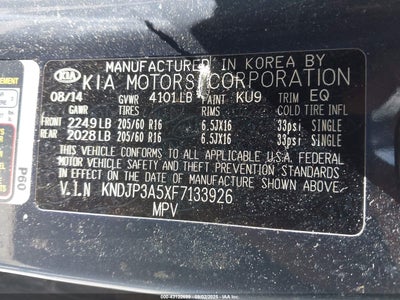 MANUFACTURED IN KOREA BY
KIA KIA MOTORS CORPORATION
08/14 GVWR 4101LB PAINT KU9 TRIM EQ
GAWR TIRES RIMS COLD TIRE INFL
FRONT 2249LB 205/60 R16 6.5JX16 33psi SINGLE
REAR 2028LB 205/60 R16 6.5JX16 33psi SINGLE
THIS VEHICLE CONFORMS TO ALL APPLICABLE U.S.A. FEDERAL
MOTOR VEHICLE SAFETY AND THEFT PREVENTION STANDARDS
IN EFFECT ON THE DATE OF MANUFACTURE SHOWN ABOVE.
V.I.N KNDJP3A5XF7133926
MPV
P60